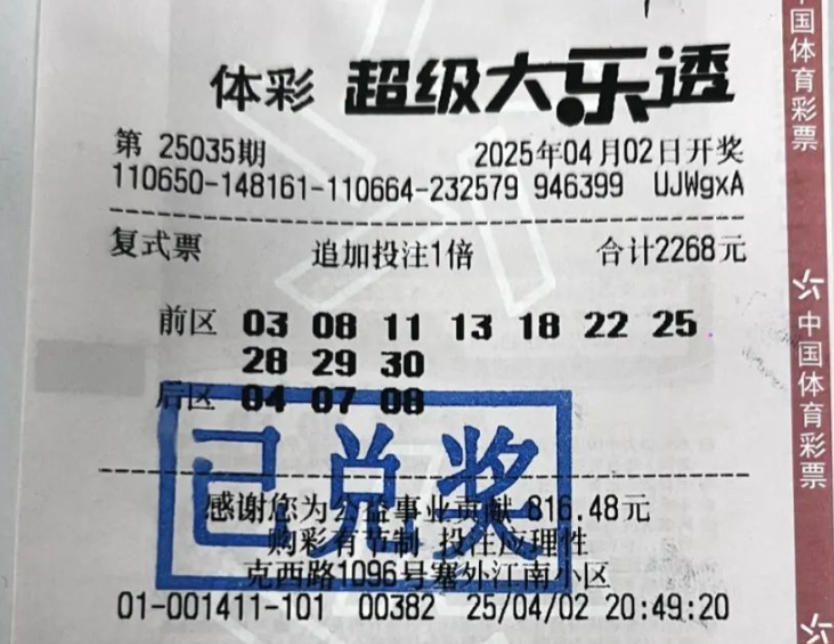 体彩 超级大乐透
第 25035期 2025年04月02日开奖
110650-148161-110664-232579 946399 UJWgxA
复式票 追加投注1倍 合计2268元
前区 03 08 11 13 18 22 25
28 29 30
后区 04 07 08
已兑奖
感谢您为公益事业贡献 816.48元
购彩有节制 投注应理性
克西路1096号塞外江南小区
01-001411-101 00382 25/04/02 20:49:20
中国体育彩票
中国体育彩票